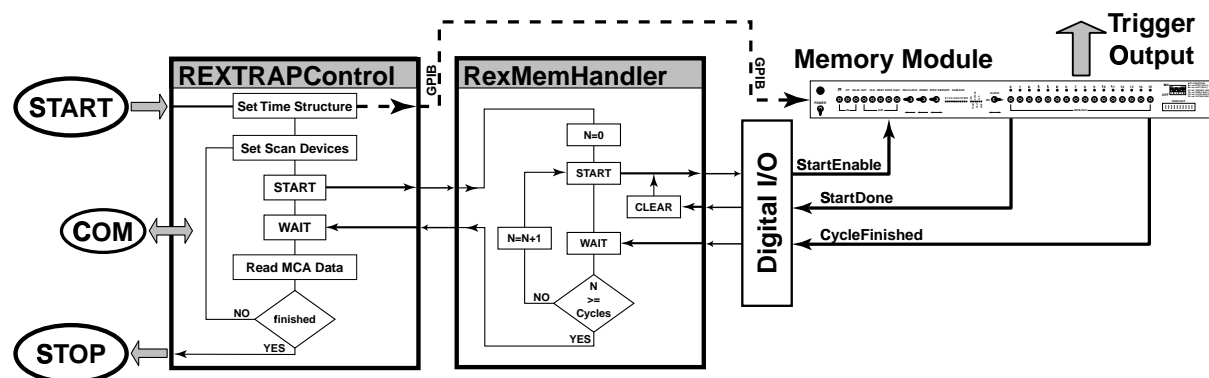 Trigger
Output
Memory Module
REXTRAPControl
RexMemHandler
GPIB
GPIB
START
Set Time Structure
Set Scan Devices
START
WAIT
Read MCA Data
finished
NO
YES
COM
STOP
N=0
START
CLEAR
N=N+1
WAIT
N
>=
Cycles
NO
YES
Digital I/O
StartEnable
StartDone
CycleFinished
POWER